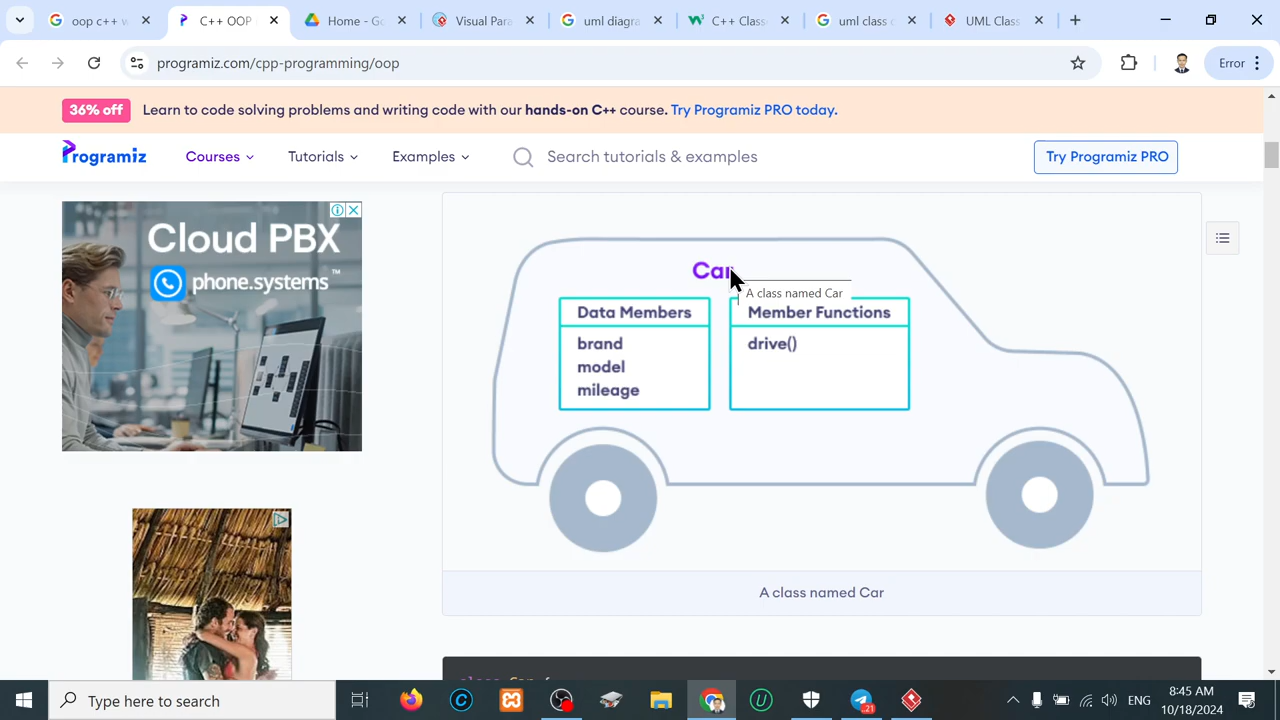 oop c++ w
C++ OOP
Home - Go
Visual Para
uml diagra
C++ Class
uml class c
UML Class
programiz.com/cpp-programming/oop
Error
36% off Learn to code solving problems and writing code with our hands-on C++ course. Try Programiz PRO today.
Programiz
Courses
Tutorials
Examples
Search tutorials & examples
Try Programiz PRO
Cloud PBX
phone.systems™
Car
A class named Car
Data Members
brand
model
mileage
Member Functions
drive()
A class named Car
Type here to search
21
ENG
8:45 AM
10/18/2024